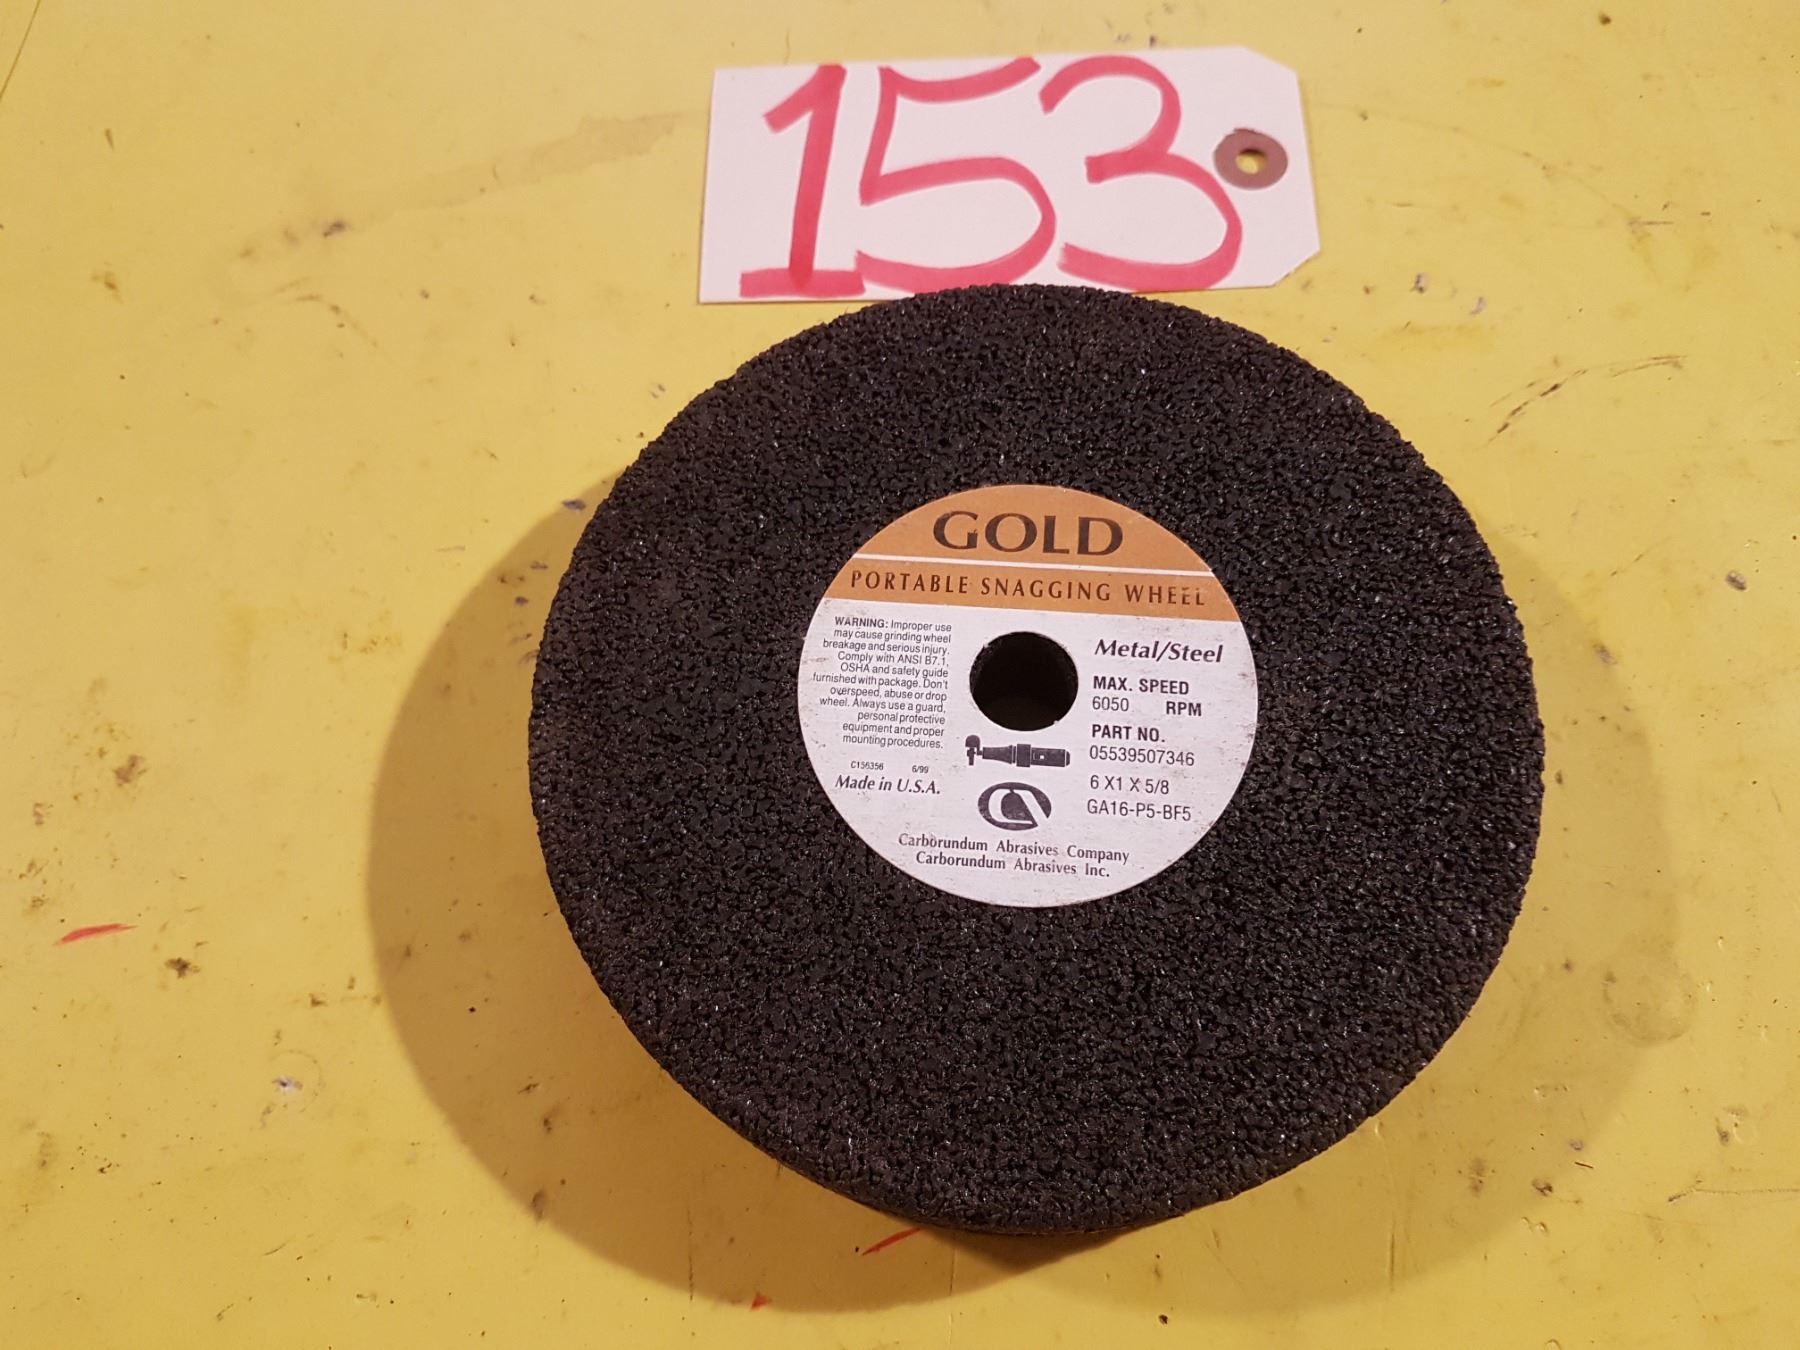 153
GOLD
PORTABLE SNAGGING WHEEL
WARNING: Improper use
may cause grinding wheel
breakage and serious injury.
Comply with ANSI B7.1,
OSHA and safety guide
furnished with package. Don't
overspeed, abuse or drop
wheel. Always use a guard,
personal protective
equipment and proper
mounting procedures.
C156356 6/99
Made in U.S.A.
Metal/Steel
MAX. SPEED
6050 RPM
PART NO.
05539507346
6 X1 X 5/8
GA16-P5-BF5
CA
Carborundum Abrasives Company
Carborundum Abrasives Inc.